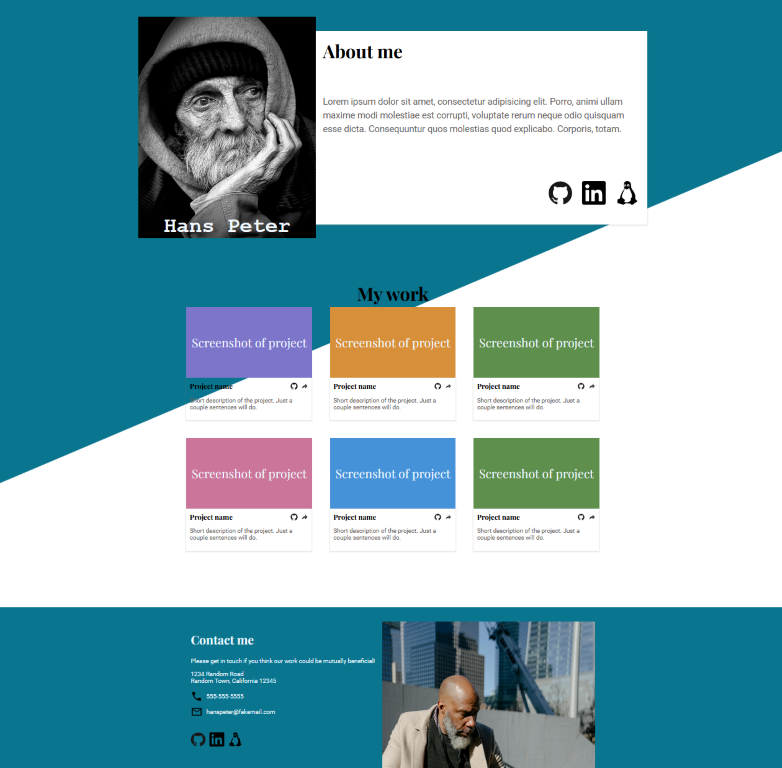 About me
Lorem ipsum dolor sit amet, consectetur adipisicing elit. Porro, animi ullam
maxime modi molestiae est corrupti, voluptate rerum neque odio quisquam
esse dicta. Consequuntur quos molestias quod explicabo. Corporis, totam.
Hans Peter
in
My work
Screenshot of project
Screenshot of project
Screenshot of project
Project name
Project name
Project name
Short description of the project. Just a
couple sentences will do.
Short description of the project. Just a
couple sentences will do.
Short description of the project. Just a
couple sentences will do.
Screenshot of project
Screenshot of project
Screenshot of project
Project name
Project name
Project name
Short description of the project. Just a
couple sentences will do.
Short description of the project. Just a
couple sentences will do.
Short description of the project. Just a
couple sentences will do.
Contact me
Please get in touch if you think our work could be mutually beneficial!
1234 Random Road
Random Town, California 12345
555-555-5555
hanspeter@fakemail.com
in